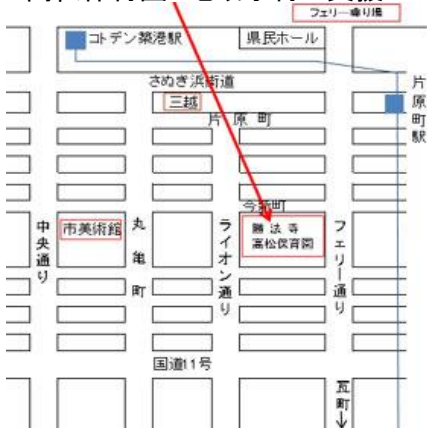 フェリー乗り場
コトデン築港駅
県民ホール
さぬき浜街道
三越
片原町
片原町駅
今新町
中央通り
市美術館
丸亀町
ライオン通り
勝法寺
高松保育園
フェリー通り
国道11号
瓦町↓